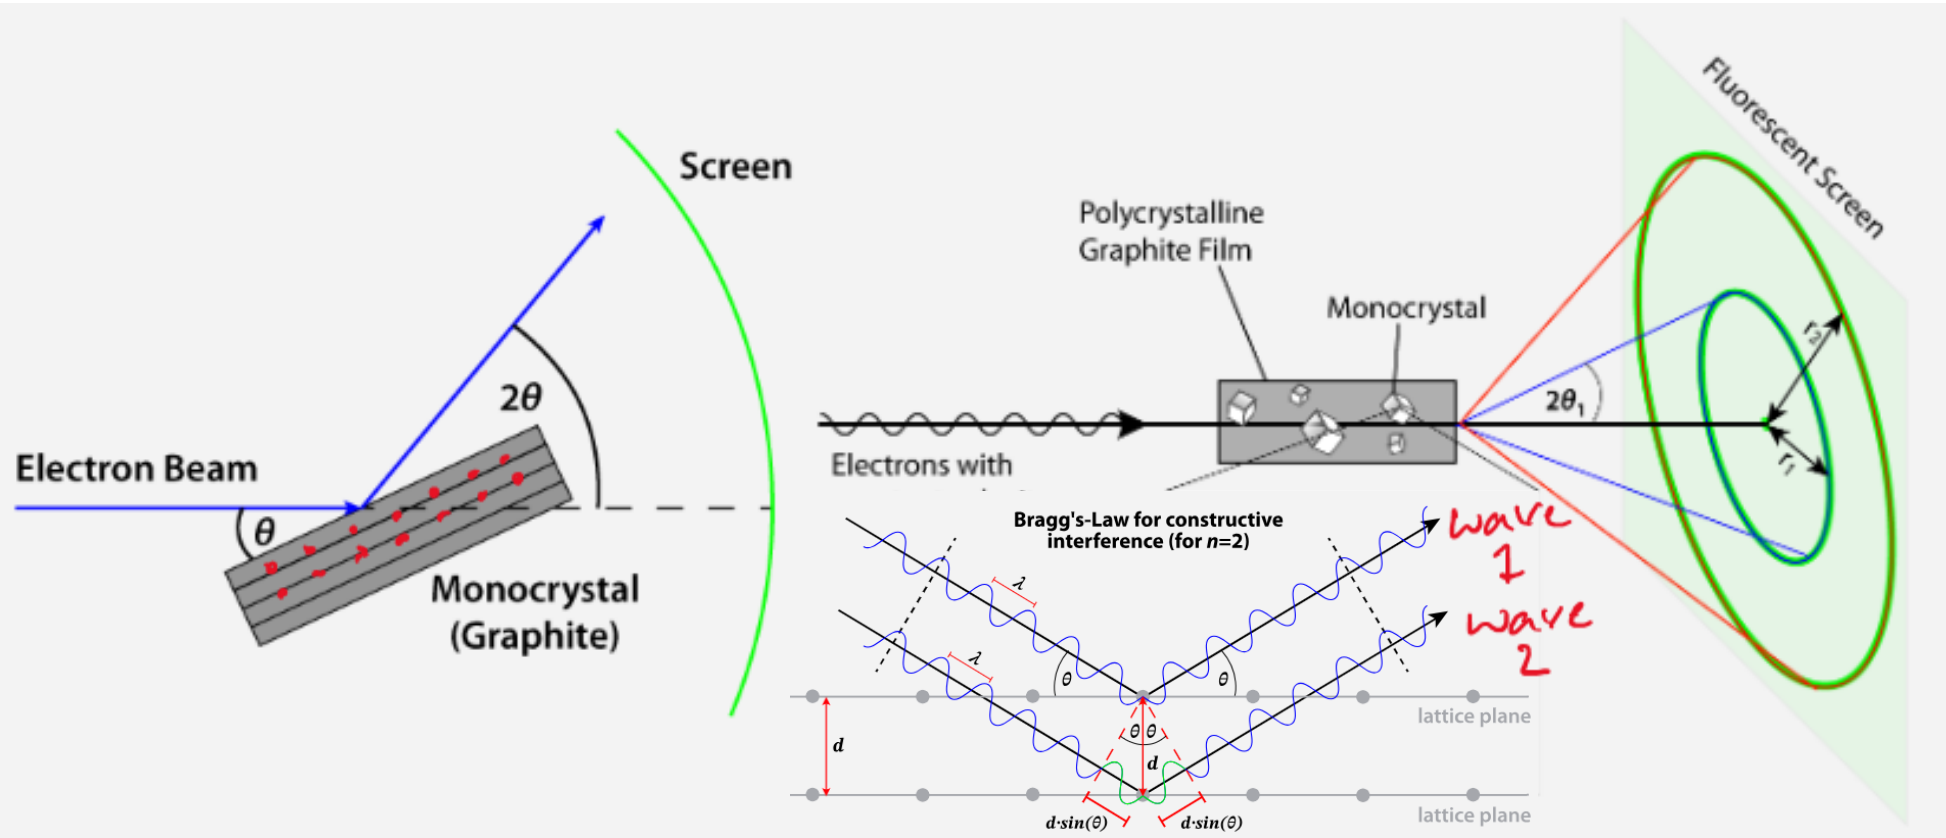 Screen
2θ
Electron Beam
θ
Monocrystal
(Graphite)
Polycrystalline
Graphite Film
Monocrystal
Electrons with
2θ₁
Fluorescent Screen
r₂
r₁
Bragg's-Law for constructive
interference (for n=2)
wave
1
wave
2
λ
λ
θ
θ
lattice plane
θ θ
d
d
d·sin(θ)
d·sin(θ)
lattice plane